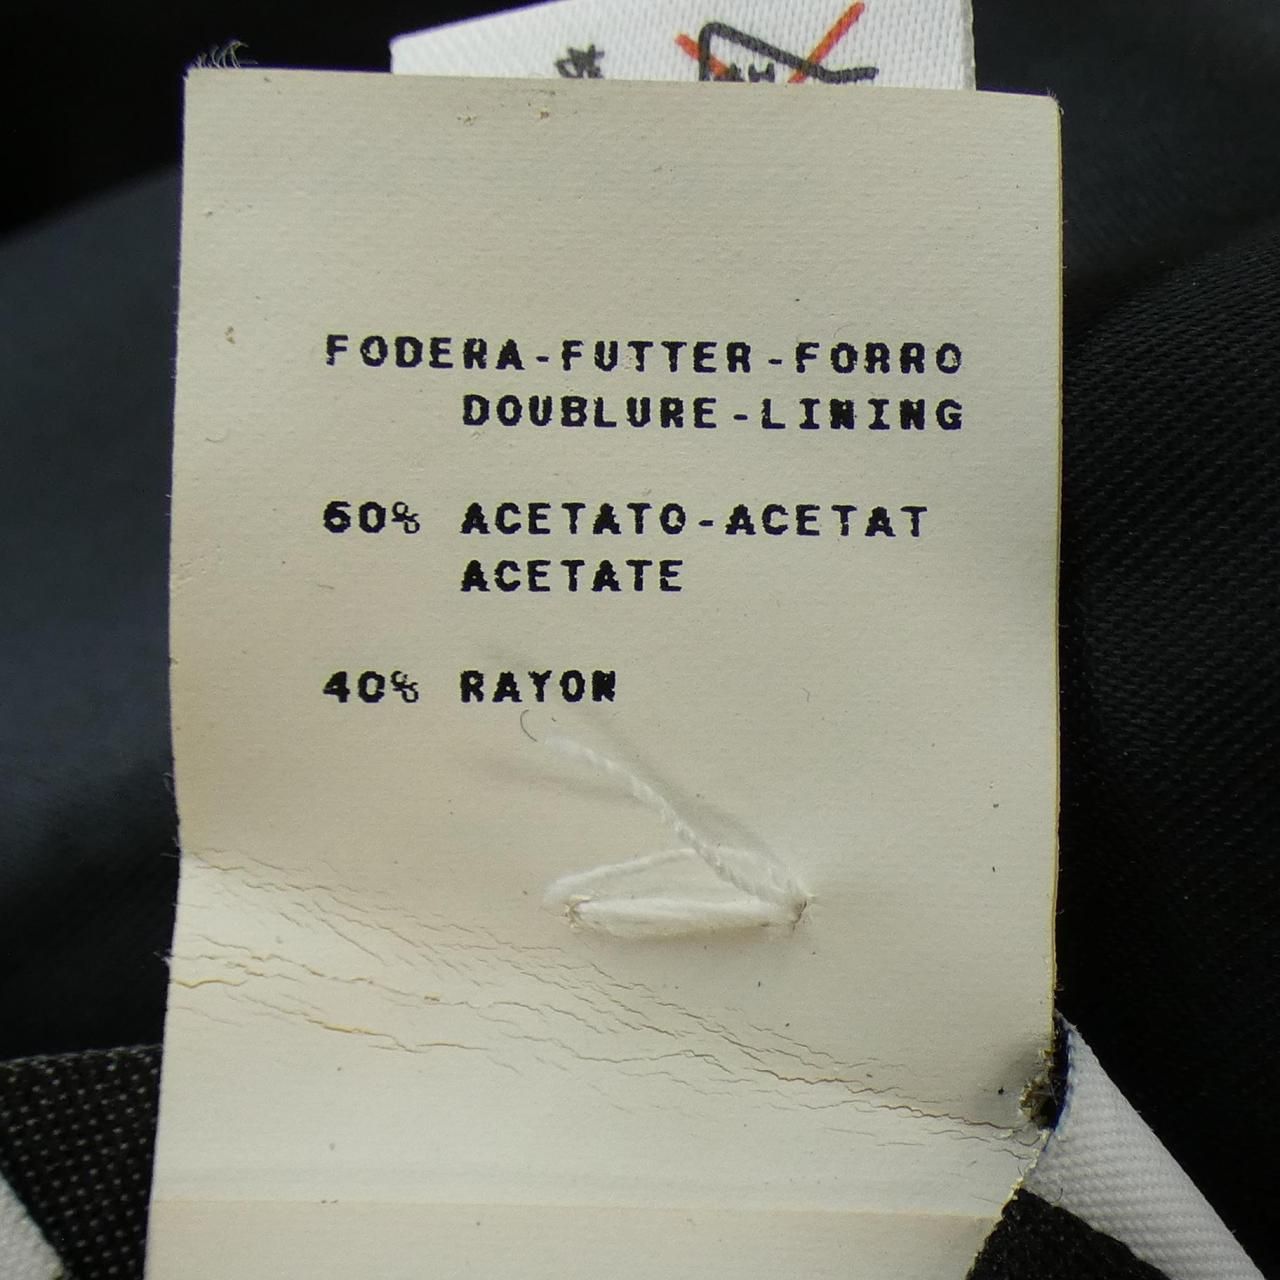 FODERA-FUTTER-FORRO
DOUBLURE-LINING
60% ACETATO-ACETAT
ACETATE
40% RAYON